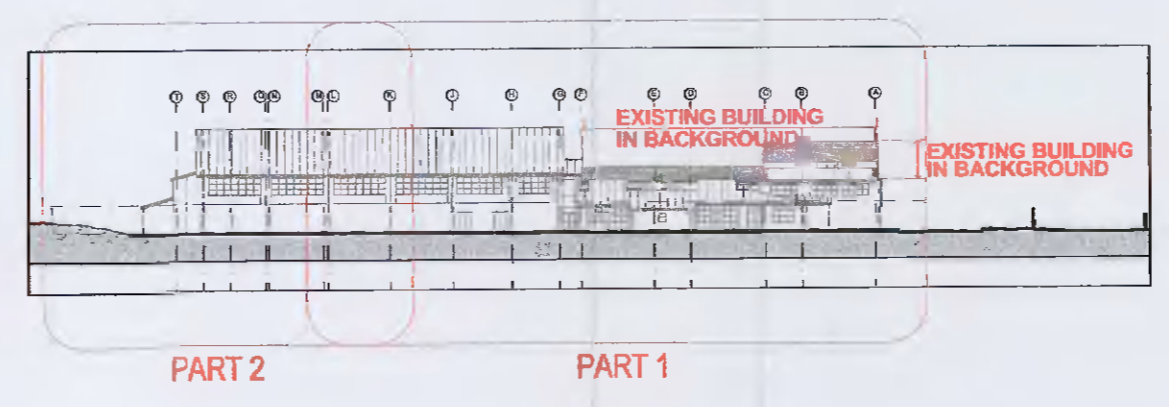 T S R Q N M L K J H G F E D C B A
EXISTING BUILDING
IN BACKGROUND
EXISTING BUILDING
IN BACKGROUND
PART 2
PART 1